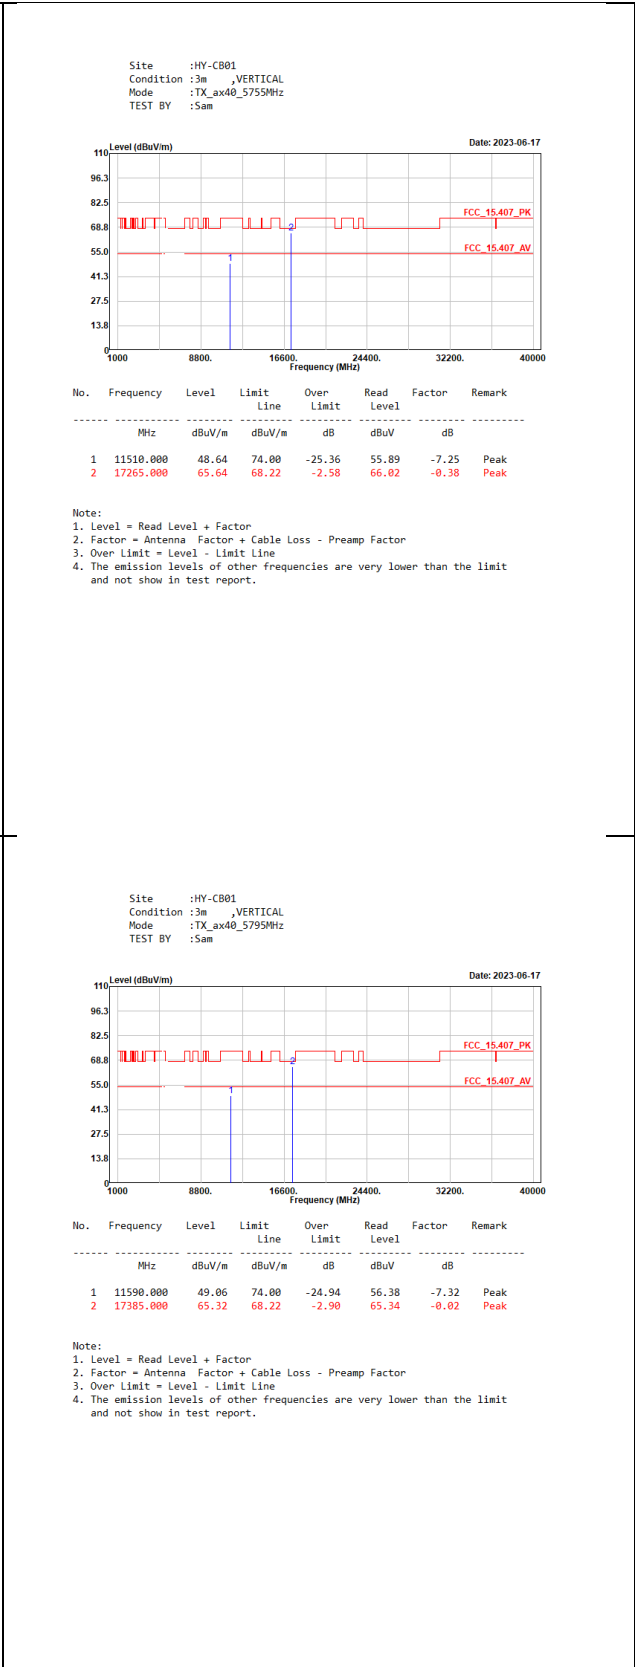 Site      :HY-CB01
Condition :3m    ,VERTICAL
Mode      :TX_ax40_5755MHz
TEST BY   :Sam
Level (dBuV/m)
Date: 2023-06-17
110
96.3
82.5
FCC_15.407_PK
68.8
2
55.0
FCC_15.407_AV
1
41.3
27.5
13.8
0
1000 8800. 16600. 24400. 32200. 40000
Frequency (MHz)
No. Frequency Level Limit Over Read Factor Remark
Line Limit Level
------ ----------- -------- -------- --------- --------- -------- ---------
MHz dBuV/m dBuV/m dB dBuV dB
1 11510.000 48.64 74.00 -25.36 55.89 -7.25 Peak
2 17265.000 65.64 68.22 -2.58 66.02 -0.38 Peak
Note:
1. Level = Read Level + Factor
2. Factor = Antenna  Factor + Cable Loss - Preamp Factor
3. Over Limit = Level - Limit Line
4. The emission levels of other frequencies are very lower than the limit
and not show in test report.
Site      :HY-CB01
Condition :3m    ,VERTICAL
Mode      :TX_ax40_5795MHz
TEST BY   :Sam
Level (dBuV/m)
Date: 2023-06-17
110
96.3
82.5
FCC_15.407_PK
68.8
2
55.0
FCC_15.407_AV
1
41.3
27.5
13.8
0
1000 8800. 16600. 24400. 32200. 40000
Frequency (MHz)
No. Frequency Level Limit Over Read Factor Remark
Line Limit Level
------ ----------- -------- -------- --------- --------- -------- ---------
MHz dBuV/m dBuV/m dB dBuV dB
1 11590.000 49.06 74.00 -24.94 56.38 -7.32 Peak
2 17385.000 65.32 68.22 -2.90 65.34 -0.02 Peak
Note:
1. Level = Read Level + Factor
2. Factor = Antenna  Factor + Cable Loss - Preamp Factor
3. Over Limit = Level - Limit Line
4. The emission levels of other frequencies are very lower than the limit
and not show in test report.